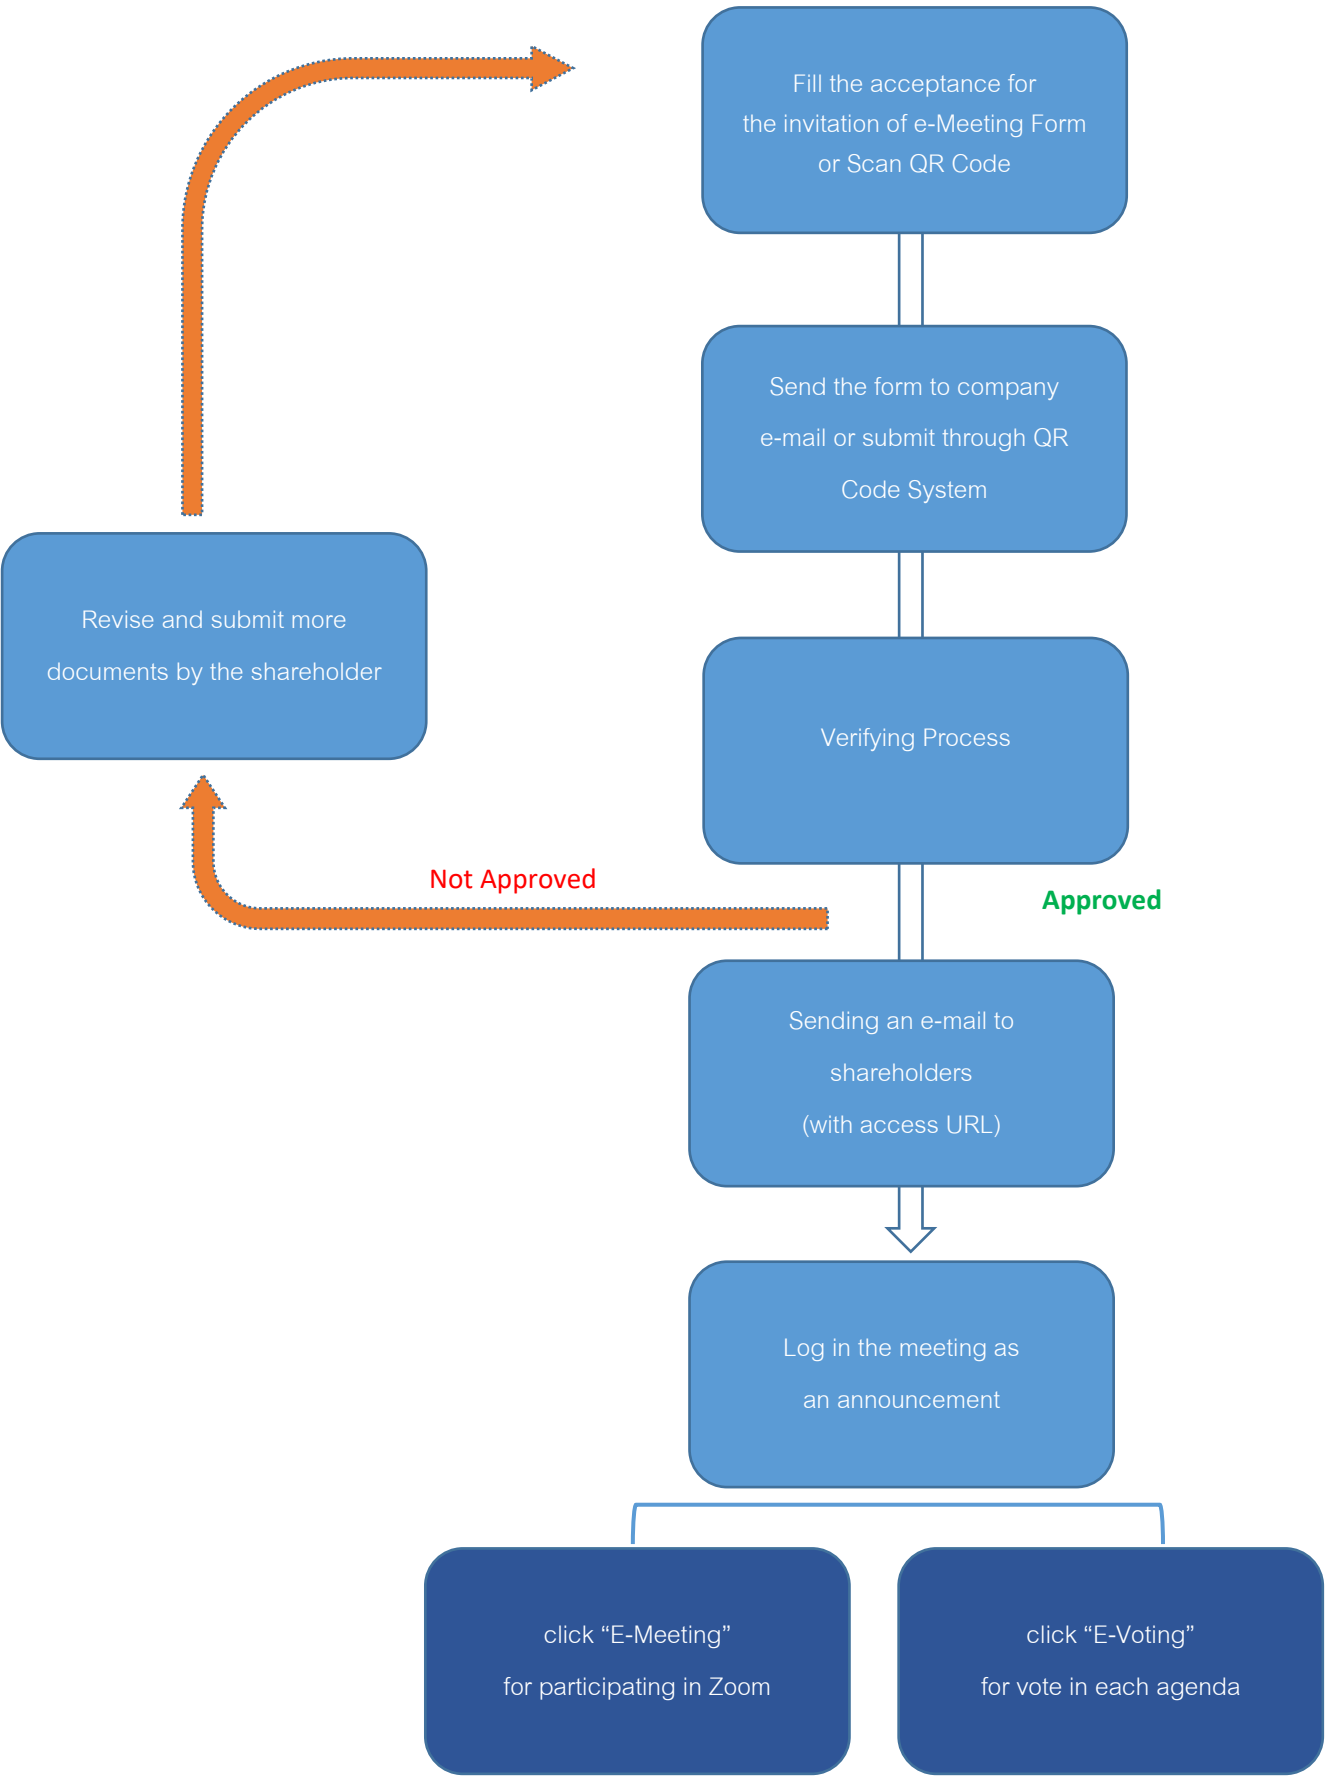 Fill the acceptance for
the invitation of e-Meeting Form
or Scan QR Code
Send the form to company
e-mail or submit through QR
Code System
Revise and submit more
documents by the shareholder
Verifying Process
Not Approved
Approved
Sending an e-mail to
shareholders
(with access URL)
Log in the meeting as
an announcement
click “E-Meeting”
for participating in Zoom
click “E-Voting”
for vote in each agenda